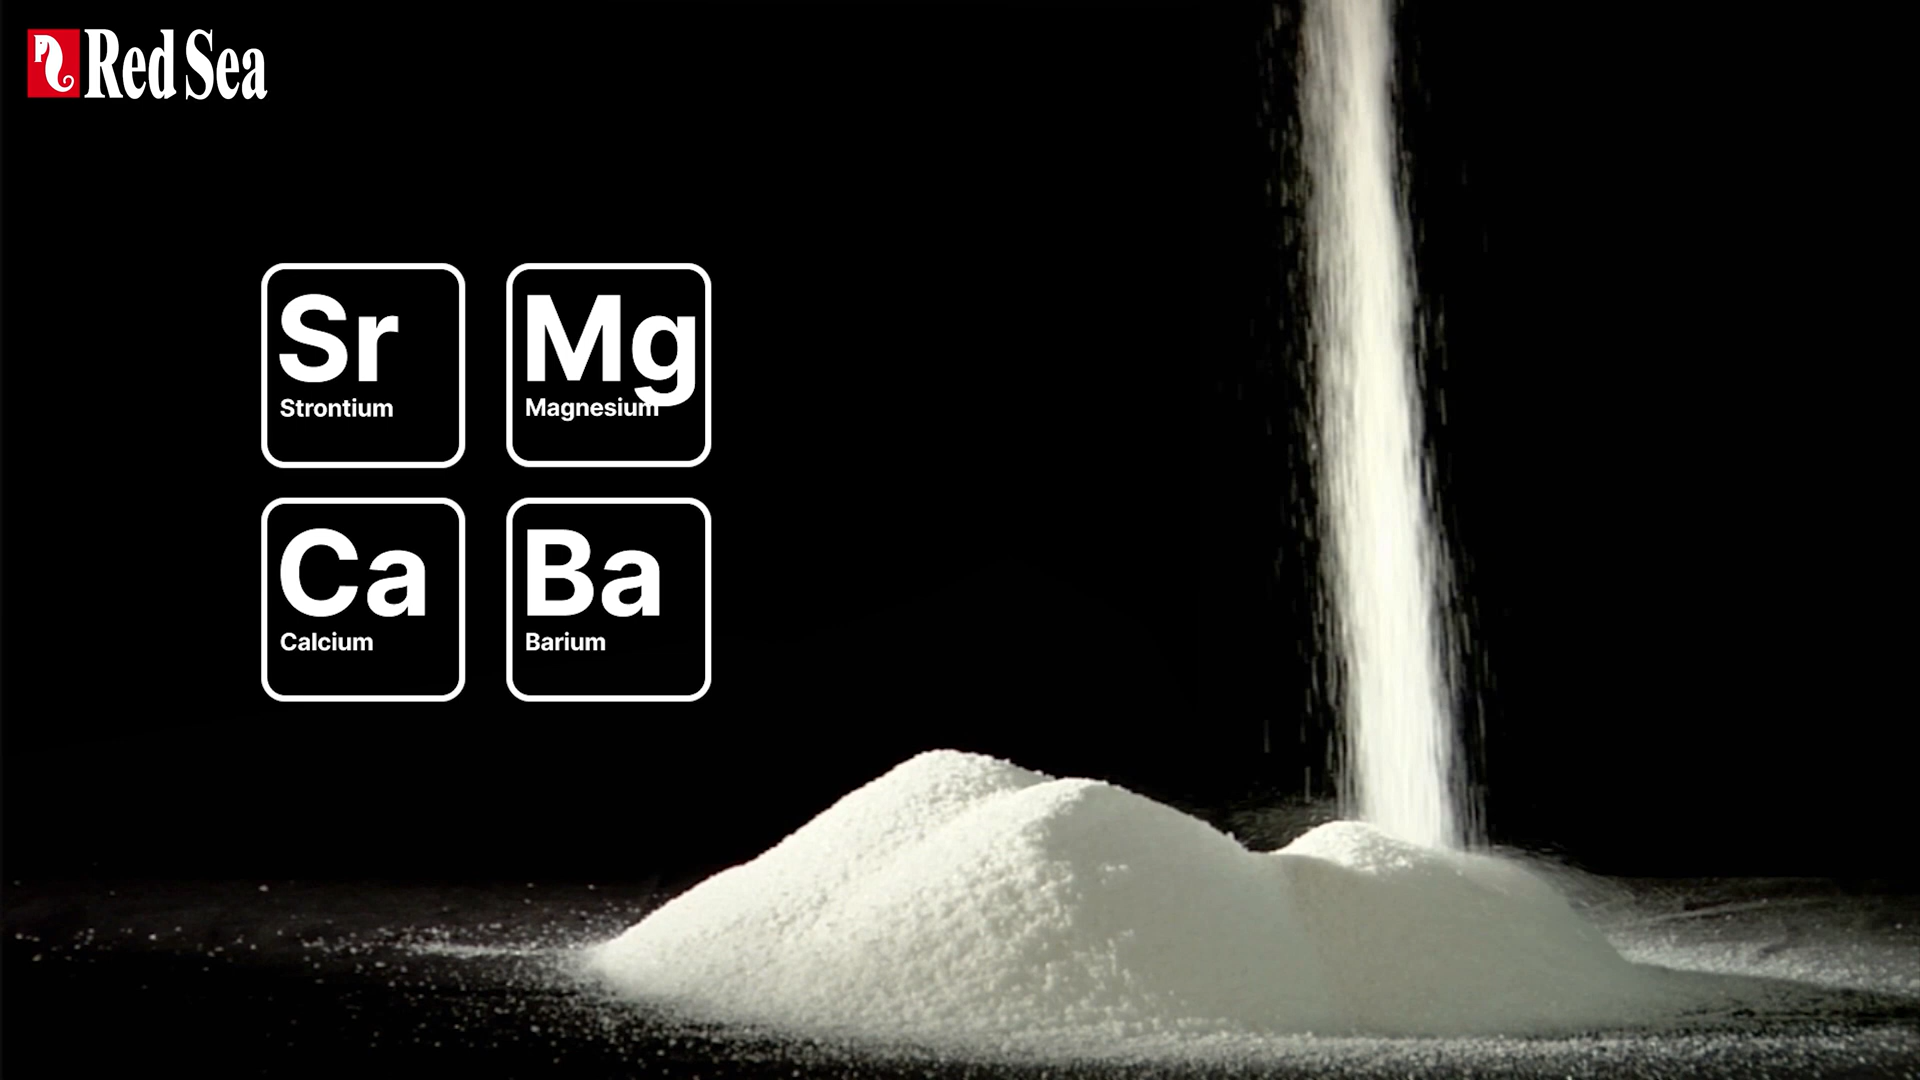 Red Sea
Sr
Strontium
Mg
Magnesium
Ca
Calcium
Ba
Barium